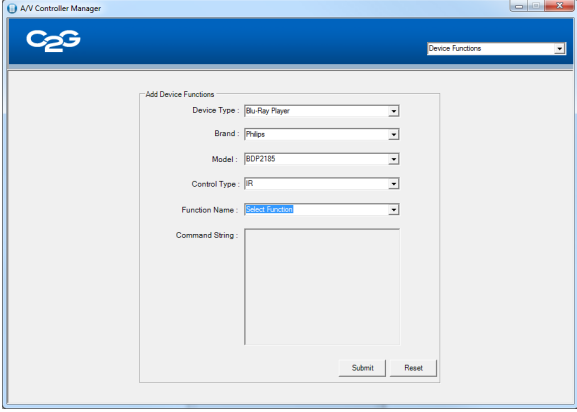 A/V Controller Manager
C2G
Device Functions
Add Device Functions
Device Type : Blu-Ray Player
Brand : Philips
Model : BDP2185
Control Type : IR
Function Name : Select Function
Command String :
Submit Reset